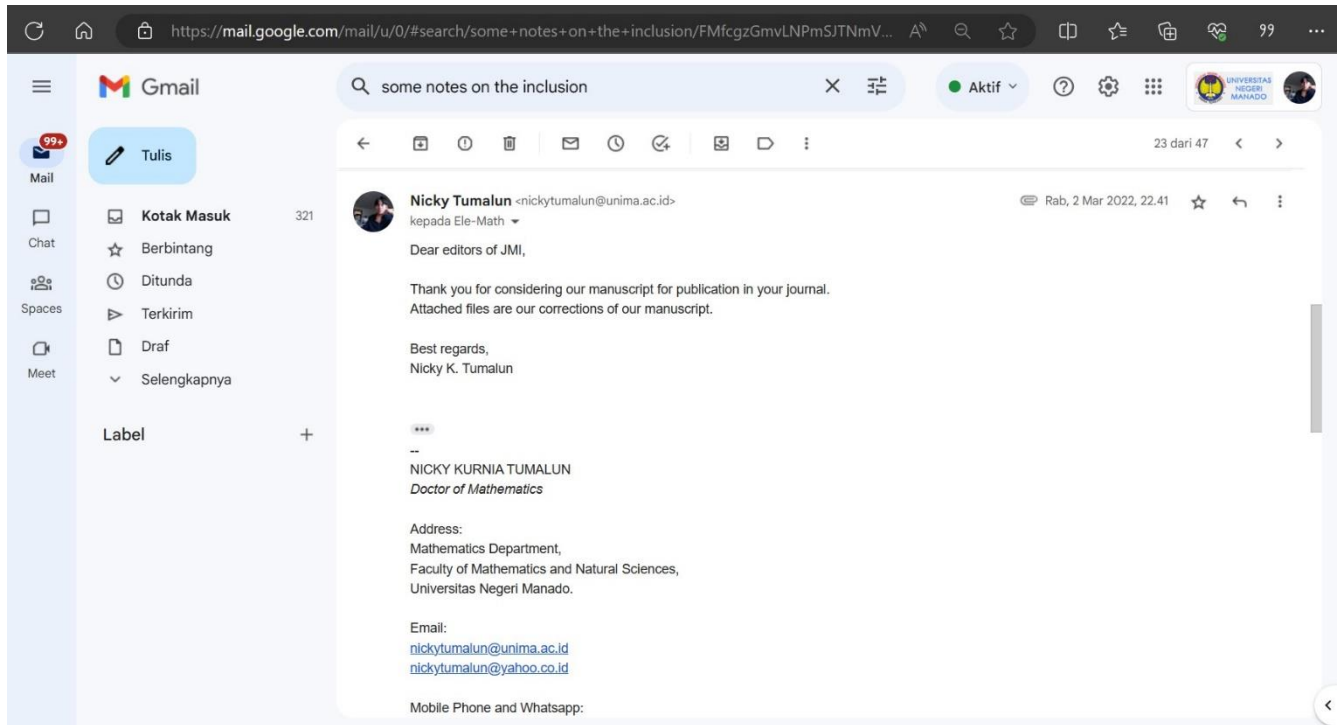 https://mail.google.com/mail/u/0/#search/some+notes+on+the+inclusion/FMfcgzGmvLNPmSJTNmV...
Gmail
some notes on the inclusion
Aktif
UNIVERSITAS
NEGERI
MANADO
99+
Mail
Chat
Spaces
Meet
Tulis
Kotak Masuk 321
Berbintang
Ditunda
Terkirim
Draf
Selengkapnya
Label +
23 dari 47
Nicky Tumalun <nickytumalun@unima.ac.id>
Rab, 2 Mar 2022, 22.41
kepada Ele-Math
Dear editors of JMI,
Thank you for considering our manuscript for publication in your journal.
Attached files are our corrections of our manuscript.
Best regards,
Nicky K. Tumalun
--
NICKY KURNIA TUMALUN
Doctor of Mathematics
Address:
Mathematics Department,
Faculty of Mathematics and Natural Sciences,
Universitas Negeri Manado.
Email:
nickytumalun@unima.ac.id
nickytumalun@yahoo.co.id
Mobile Phone and Whatsapp: